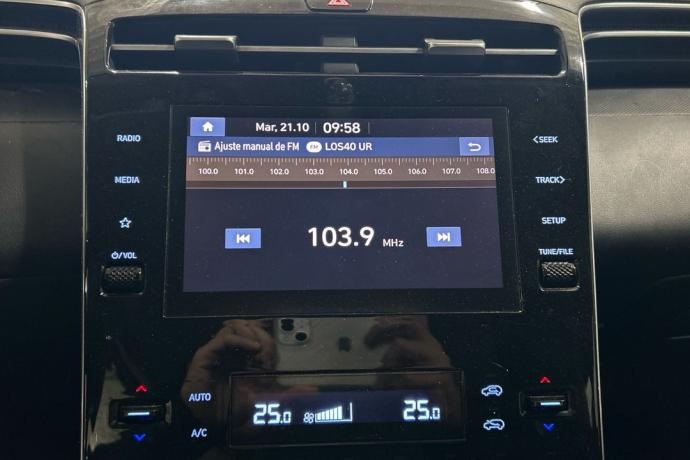 Mar, 21.10 09:58
Ajuste manual de FM FM LOS40 UR
100.0 101.0 102.0 103.0 104.0 105.0 106.0 107.0 108.0
103.9 MHz
RADIO
MEDIA
⏻/VOL
<SEEK
TRACK>
SETUP
TUNE/FILE
AUTO
A/C
25.0 25.0